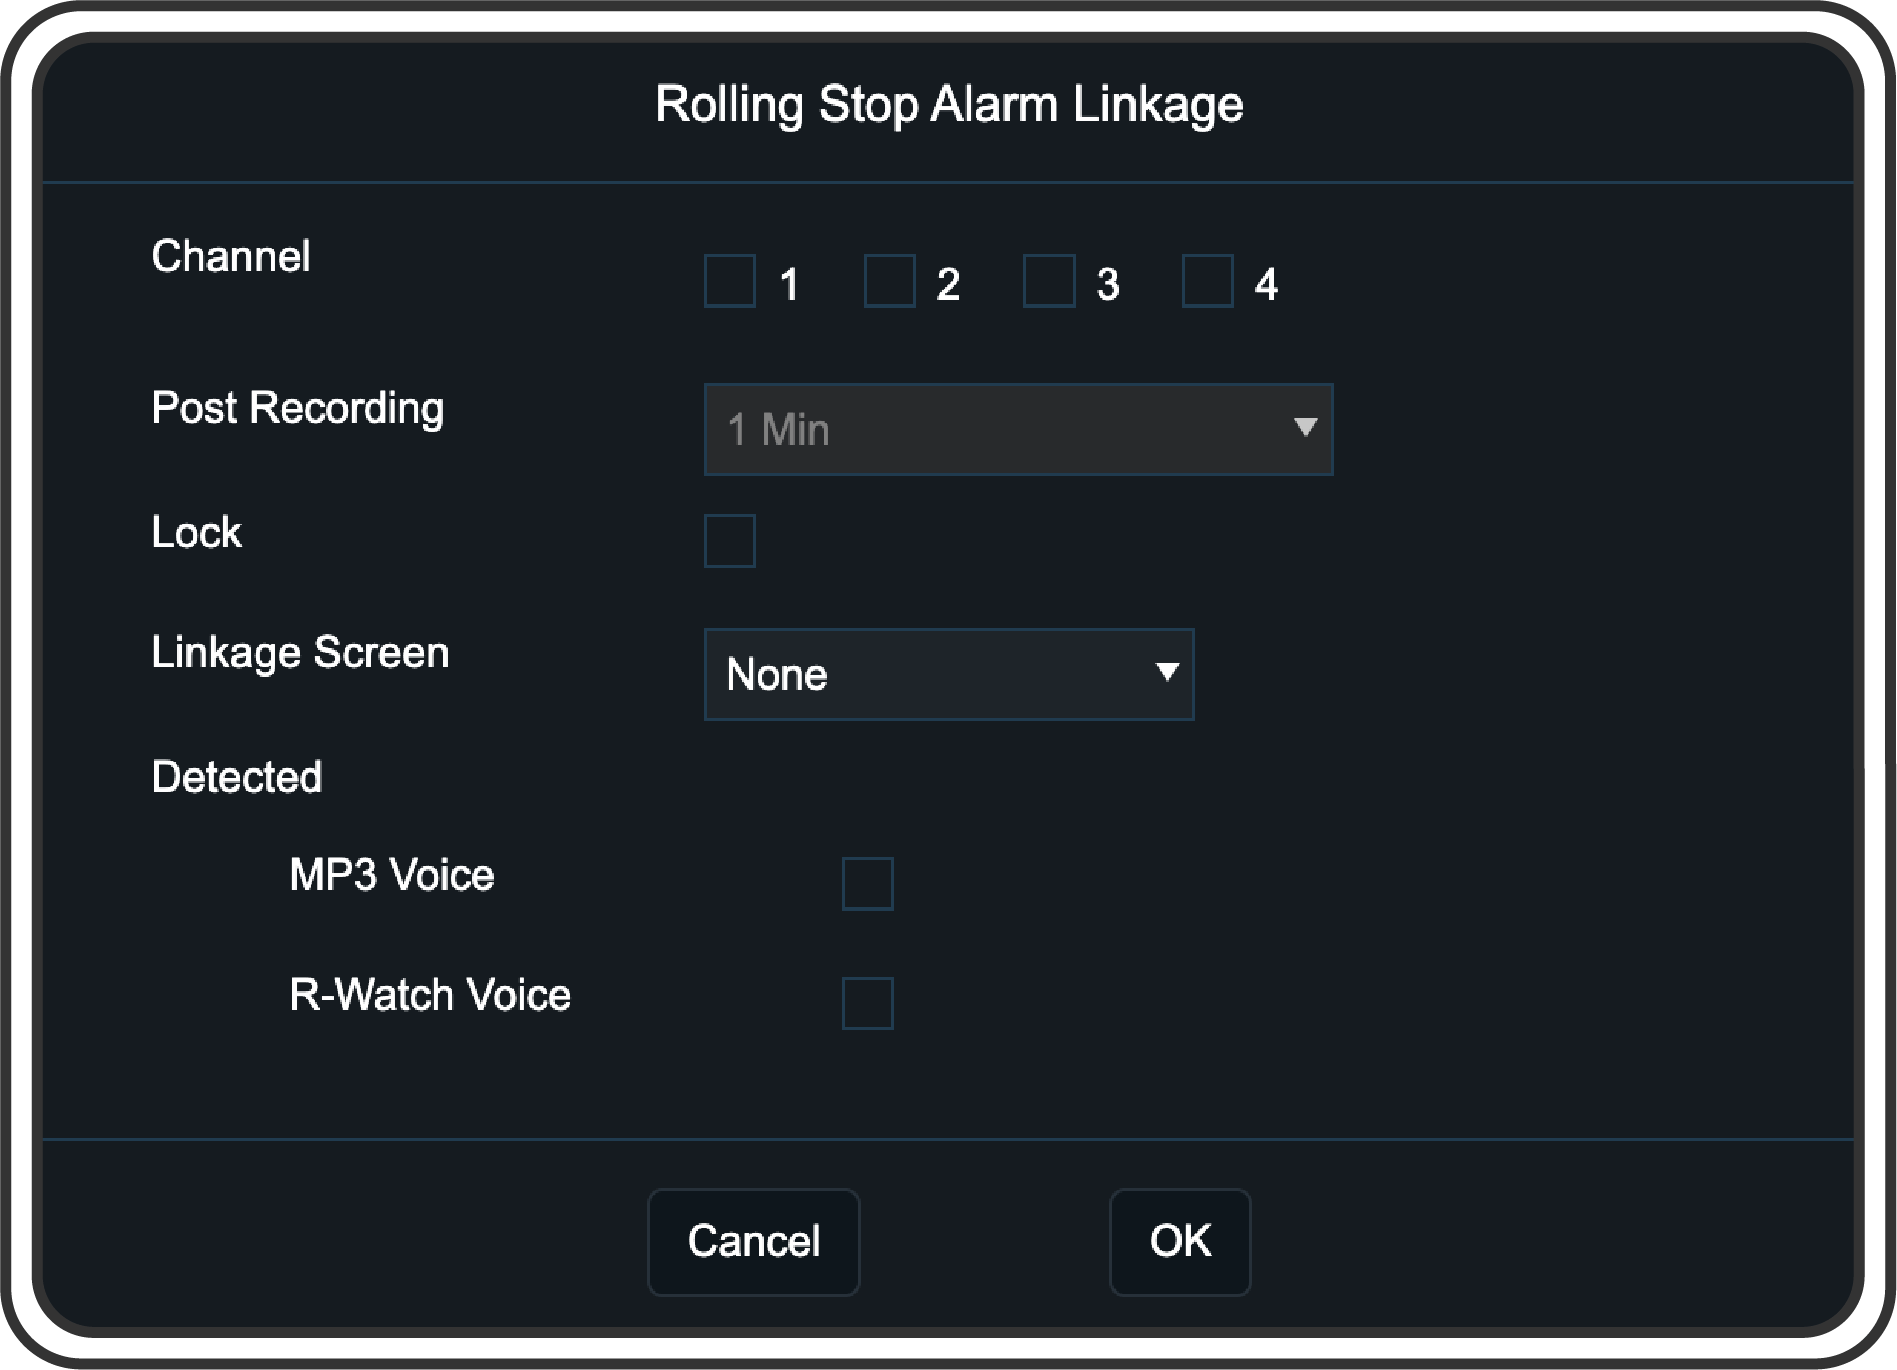 Rolling Stop Alarm Linkage
Channel
1 2 3 4
Post Recording
1 Min
Lock
Linkage Screen
None
Detected
MP3 Voice
R-Watch Voice
Cancel OK